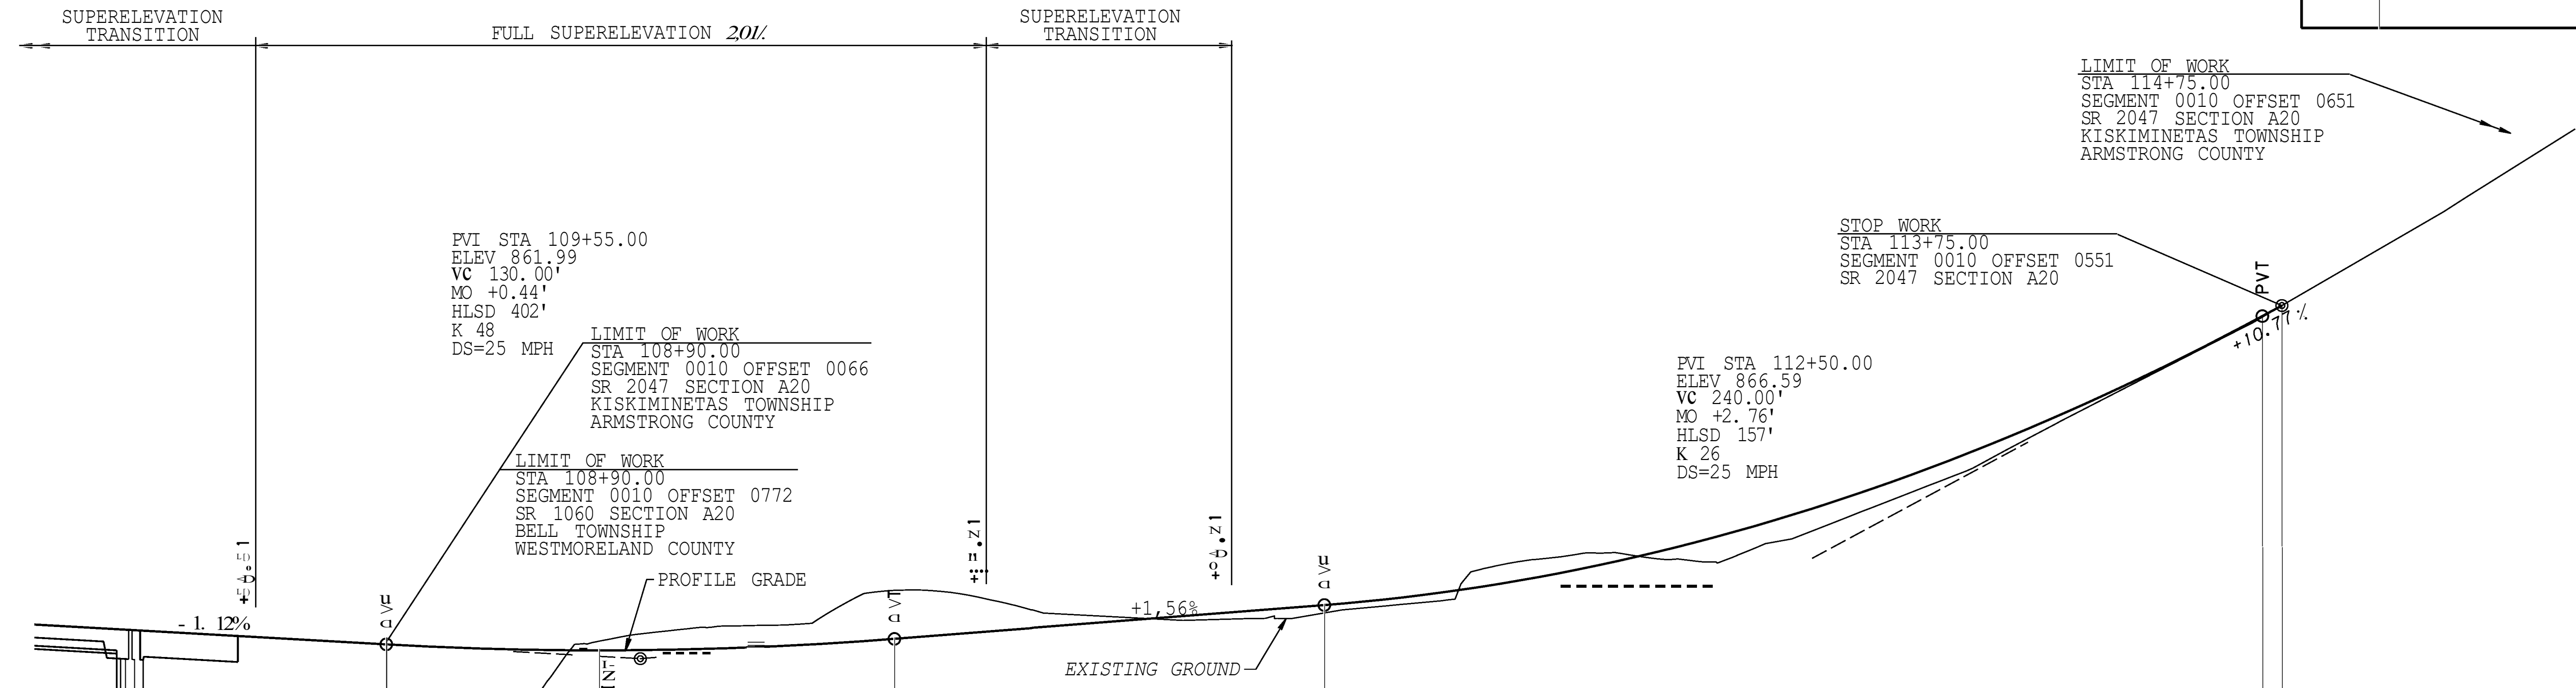 SUPERELEVATION
TRANSITION
FULL SUPERELEVATION 2,01/.
SUPERELEVATION
TRANSITION
LIMIT OF WORK
STA 114+75.00
SEGMENT 0010 OFFSET 0651
SR 2047 SECTION A20
KISKIMINETAS TOWNSHIP
ARMSTRONG COUNTY
STOP WORK
STA 113+75.00
SEGMENT 0010 OFFSET 0551
SR 2047 SECTION A20
PVI STA 109+55.00
ELEV 861.99
VC 130.00'
MO +0.44'
HLSD 402'
K 48
DS=25 MPH
LIMIT OF WORK
STA 108+90.00
SEGMENT 0010 OFFSET 0066
SR 2047 SECTION A20
KISKIMINETAS TOWNSHIP
ARMSTRONG COUNTY
LIMIT OF WORK
STA 108+90.00
SEGMENT 0010 OFFSET 0772
SR 1060 SECTION A20
BELL TOWNSHIP
WESTMORELAND COUNTY
PVI STA 112+50.00
ELEV 866.59
VC 240.00'
MO +2.76'
HLSD 157'
K 26
DS=25 MPH
PVT
+10.77%
PROFILE GRADE
- 1. 12%
+1,56%
EXISTING GROUND